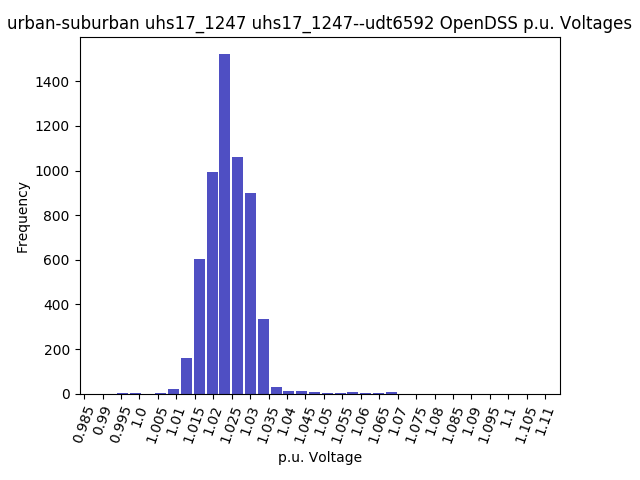 urban-suburban uhs17_1247 uhs17_1247--udt6592 OpenDSS p.u. Voltages
1400
1200
1000
800
600
400
200
0
Frequency
0.985 0.99 0.995 1.0 1.005 1.01 1.015 1.02 1.025 1.03 1.035 1.04 1.045 1.05 1.055 1.06 1.065 1.07 1.075 1.08 1.085 1.09 1.095 1.1 1.105 1.11
p.u. Voltage